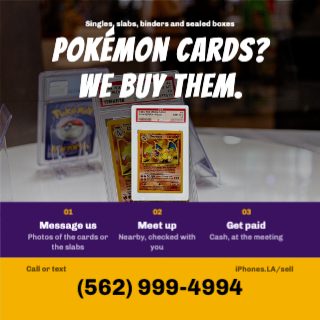 Singles, slabs, binders and sealed boxes
POKÉMON CARDS?
WE BUY THEM.
01
Message us
Photos of the cards or
the slabs
02
Meet up
Nearby, checked with
you
03
Get paid
Cash, at the meeting
Call or text
iPhones.LA/sell
(562) 999-4994